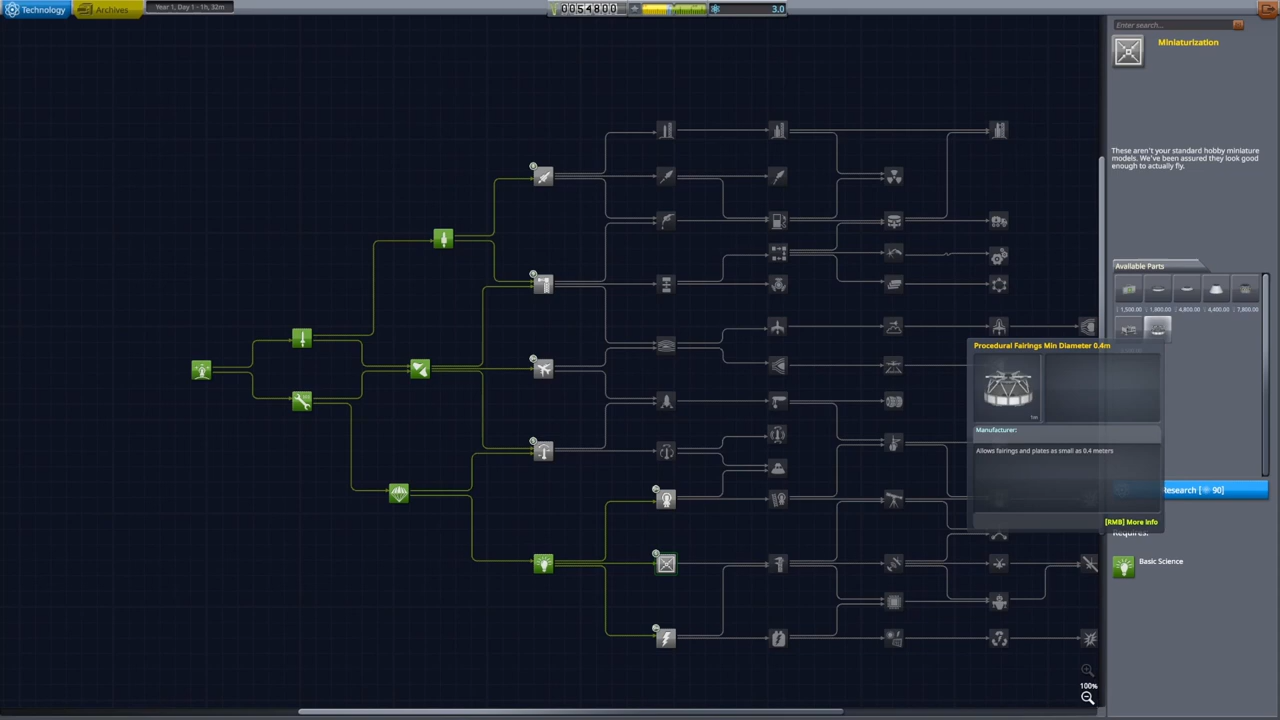 Technology
Archives
Year 1, Day 1 - 1h, 32m
0054800
3.0
Enter search...
Miniaturization
These aren't your standard hobby miniature
models. We've been assured they look good
enough to actually fly.
Available Parts
1,500.00
1,800.00
4,800.00
4,400.00
7,800.00
Procedural Fairings Min Diameter 0.4m
Manufacturer:
Allows fairings and plates as small as 0.4 meters
[RMB] More Info
Research [90]
Requires:
Basic Science
100%